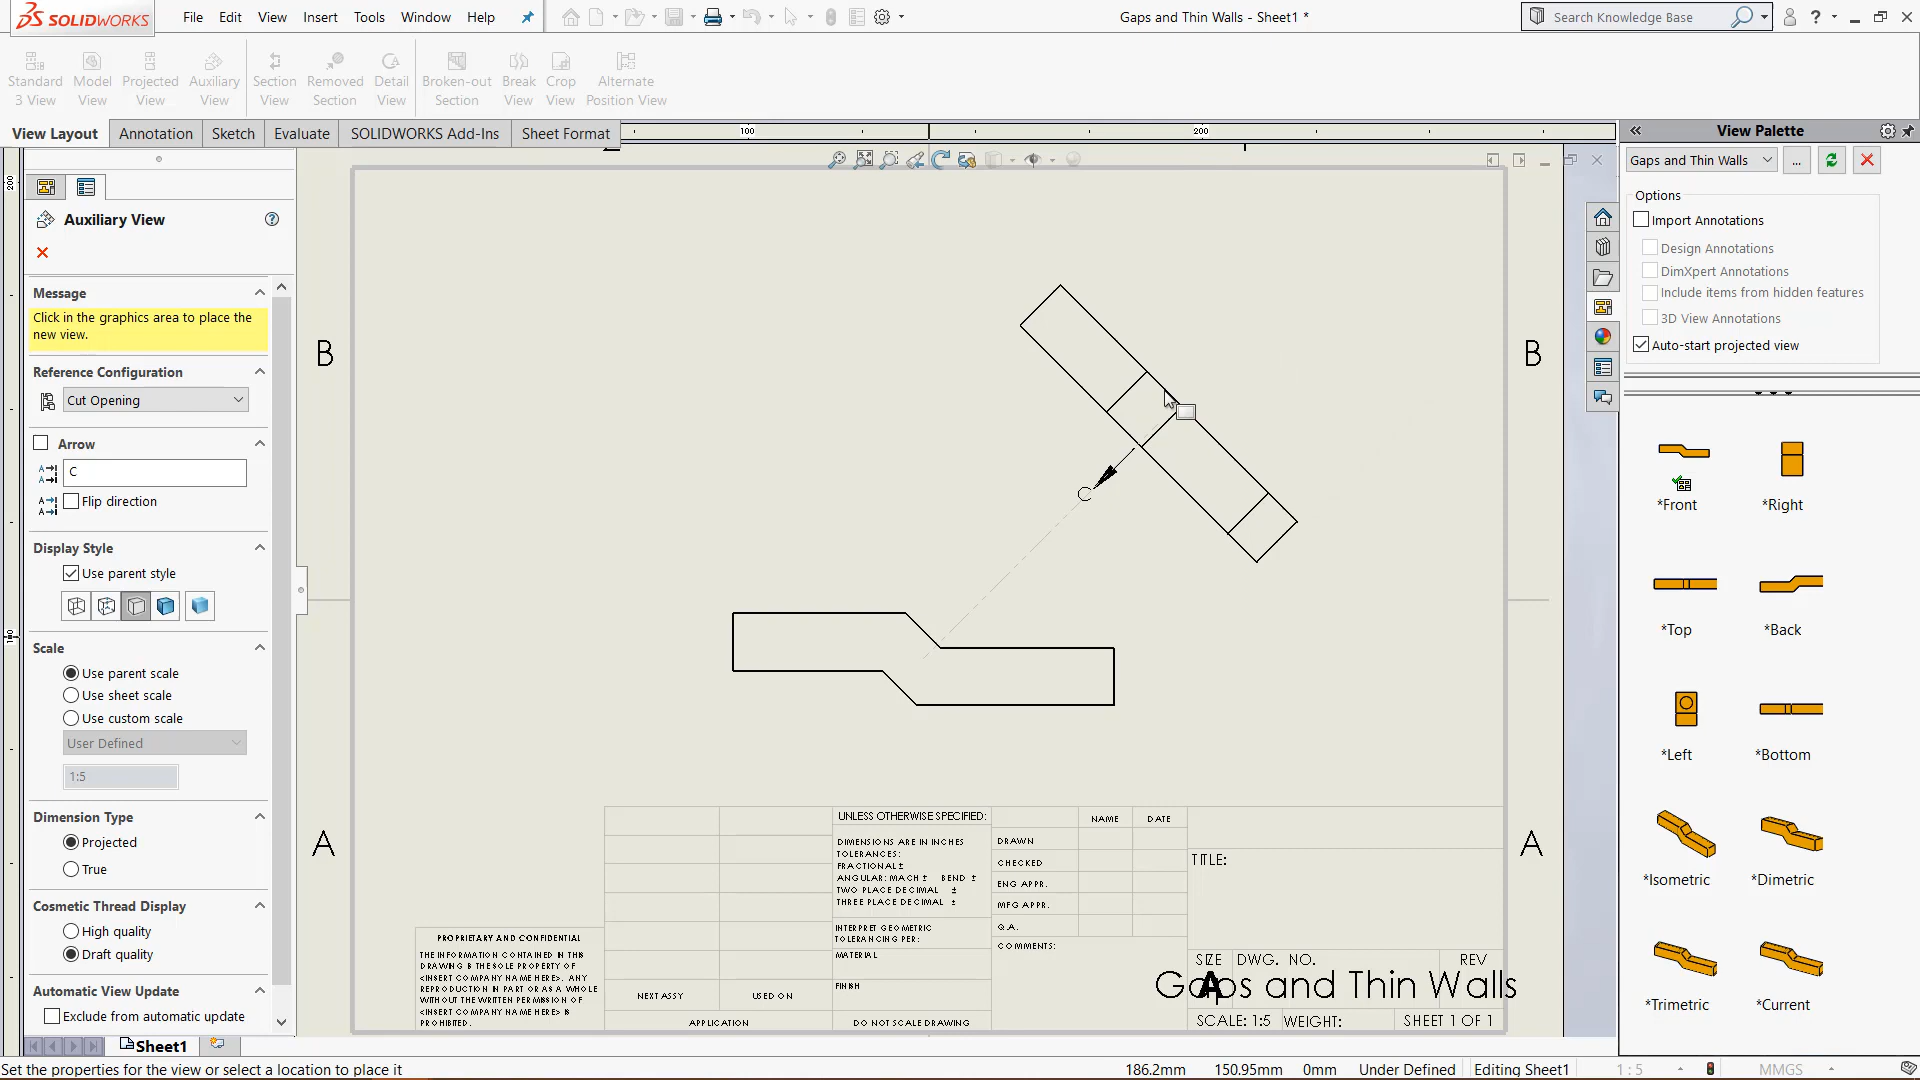 SOLIDWORKS
File Edit View Insert Tools Window Help
Gaps and Thin Walls - Sheet1 *
Search Knowledge Base
?
Standard 3 View
Model View
Projected View
Auxiliary View
Section View
Removed Section
Detail View
Broken-out Section
Break View
Crop View
Alternate Position View
View Layout Annotation Sketch Evaluate SOLIDWORKS Add-Ins Sheet Format
100 200
200
100
Auxiliary View
Message
Click in the graphics area to place the
new view.
Reference Configuration
Cut Opening
Arrow
C
Flip direction
Display Style
Use parent style
Scale
Use parent scale
Use sheet scale
Use custom scale
User Defined
1:5
Dimension Type
Projected
True
Cosmetic Thread Display
High quality
Draft quality
Automatic View Update
Exclude from automatic update
B B
C
A A
UNLESS OTHERWISE SPECIFIED:
DIMENSIONS ARE IN INCHES
TOLERANCES:
FRACTIONAL ±
ANGULAR: MACH ± BEND ±
TWO PLACE DECIMAL ±
THREE PLACE DECIMAL ±
INTERPRET GEOMETRIC
TOLERANCING PER:
MATERIAL
FINISH
DO NOT SCALE DRAWING
NAME DATE
DRAWN
CHECKED
ENG APPR.
MFG APPR.
Q.A.
COMMENTS:
TITLE:
SIZE DWG. NO. REV
A
Gaps and Thin Walls
SCALE: 1:5 WEIGHT: SHEET 1 OF 1
PROPRIETARY AND CONFIDENTIAL
THE INFORMATION CONTAINED IN THIS
DRAWING IS THE SOLE PROPERTY OF
<INSERT COMPANY NAME HERE>. ANY
REPRODUCTION IN PART OR AS A WHOLE
WITHOUT THE WRITTEN PERMISSION OF
<INSERT COMPANY NAME HERE> IS
PROHIBITED.
NEXT ASSY USED ON
APPLICATION
View Palette
Gaps and Thin Walls
...
Options
Import Annotations
Design Annotations
DimXpert Annotations
Include items from hidden features
3D View Annotations
Auto-start projected view
*Front *Right
*Top *Back
*Left *Bottom
*Isometric *Dimetric
*Trimetric *Current
Sheet1
Set the properties for the view or select a location to place it
186.2mm 150.95mm 0mm Under Defined Editing Sheet1 1 : 5 MMGS